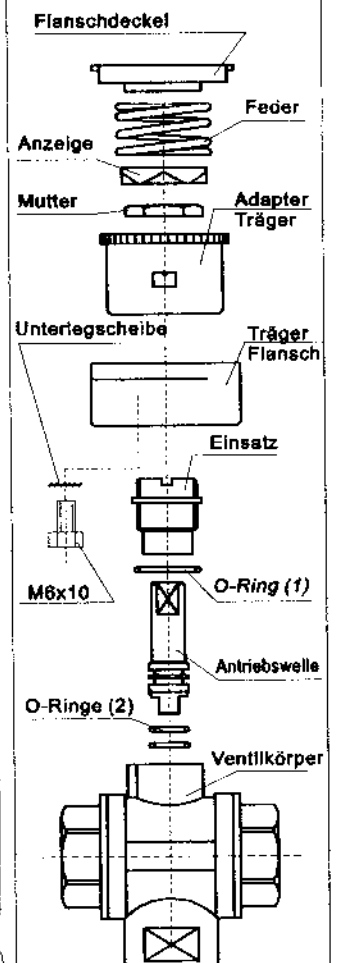 Flanschdeckel
Feder
Anzeige
Mutter
Adapter
Träger
Unterlegscheibe
Träger
Flansch
Einsatz
M6x10
O-Ring (1)
Antriebswelle
O-Ringe (2)
Ventilkörper